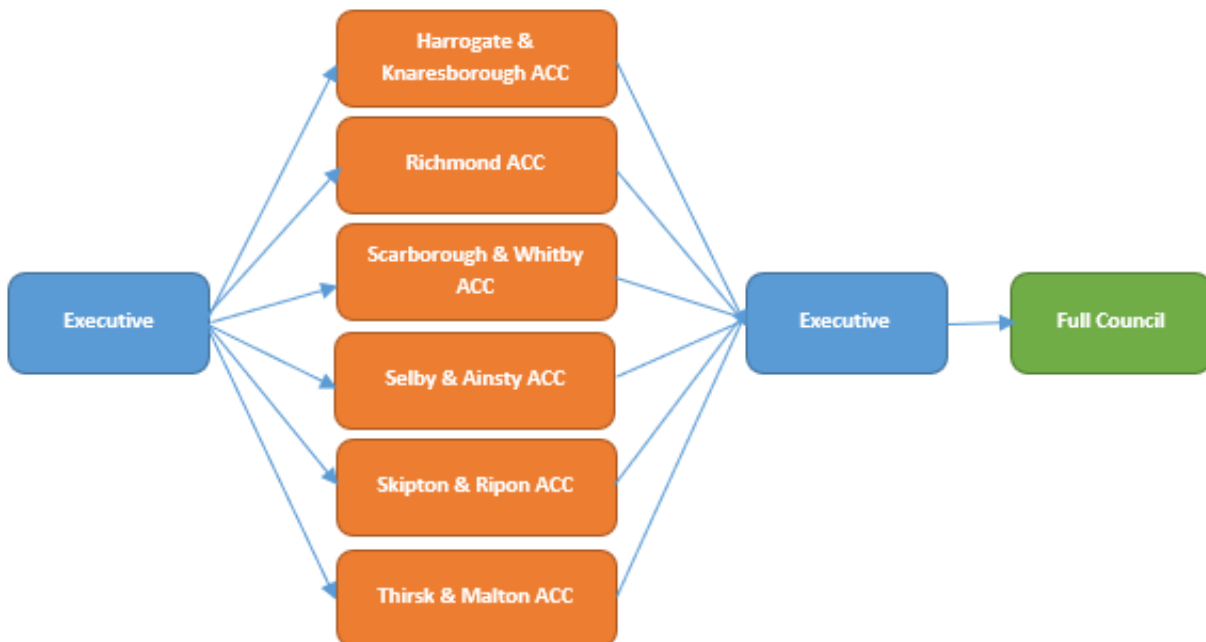 Executive
Harrogate &
Knaresborough ACC
Richmond ACC
Scarborough & Whitby
ACC
Selby & Ainsty ACC
Skipton & Ripon ACC
Thirsk & Malton ACC
Executive
Full Council